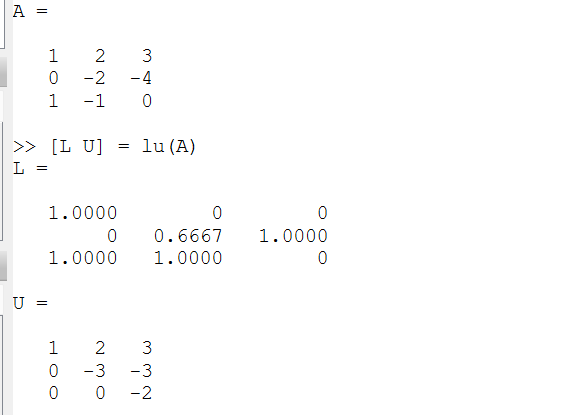 A =
1 2 3
0 -2 -4
1 -1 0
>> [L U] = lu(A)
L =
1.0000 0 0
0 0.6667 1.0000
1.0000 1.0000 0
U =
1 2 3
0 -3 -3
0 0 -2